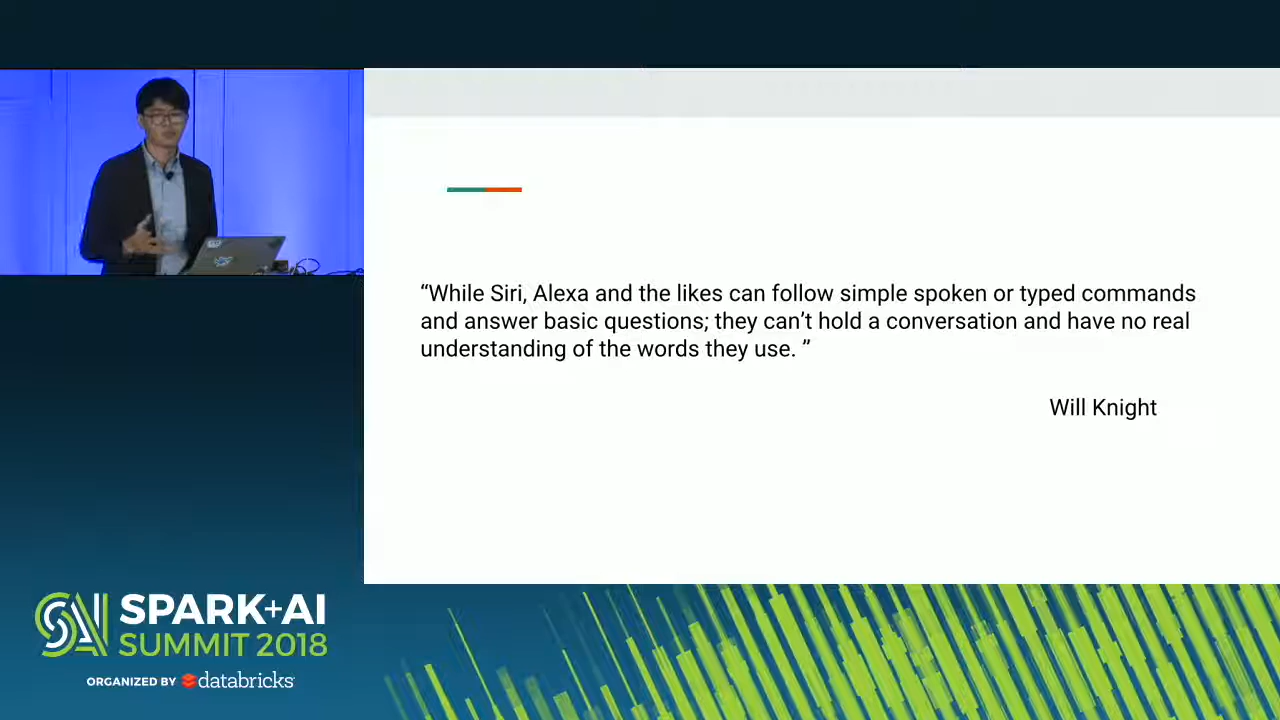 “While Siri, Alexa and the likes can follow simple spoken or typed commands
and answer basic questions; they can’t hold a conversation and have no real
understanding of the words they use. ”
Will Knight
SAI SPARK+AI
SUMMIT 2018
ORGANIZED BY databricks